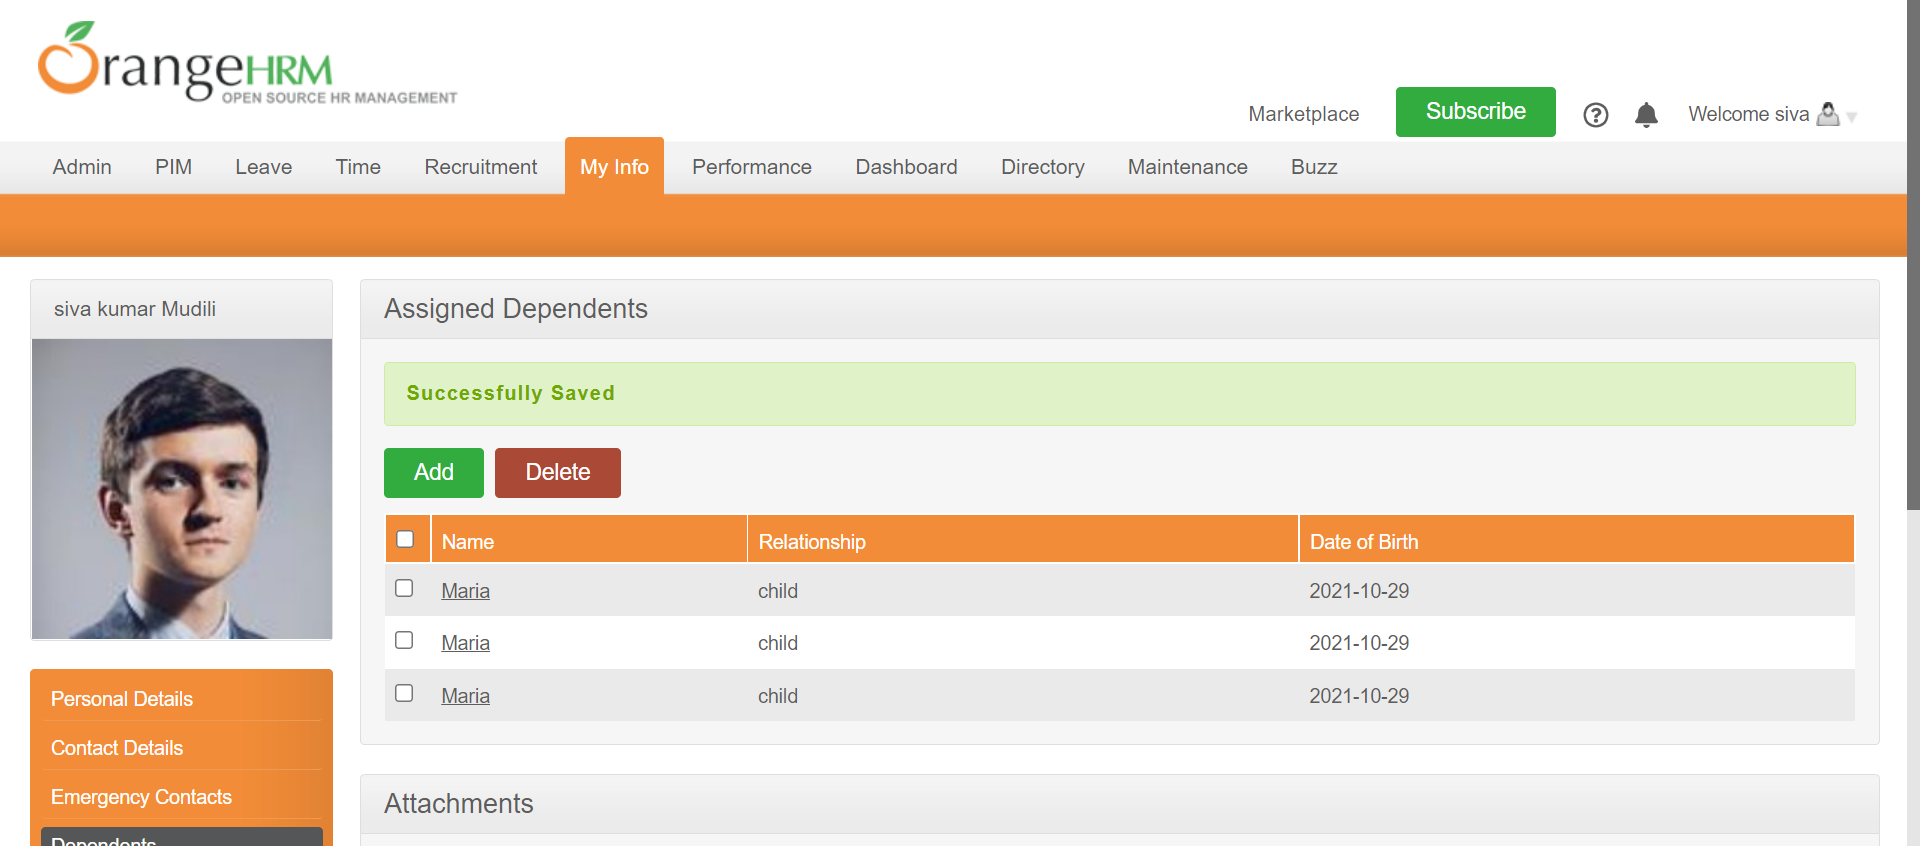 OrangeHRM
OPEN SOURCE HR MANAGEMENT
Marketplace
Subscribe
?
Welcome siva
Admin PIM Leave Time Recruitment My Info Performance Dashboard Directory Maintenance Buzz
siva kumar Mudili
Assigned Dependents
Successfully Saved
Add Delete
Name Relationship Date of Birth
Maria child 2021-10-29
Maria child 2021-10-29
Maria child 2021-10-29
Personal Details
Contact Details
Emergency Contacts
Dependents
Attachments